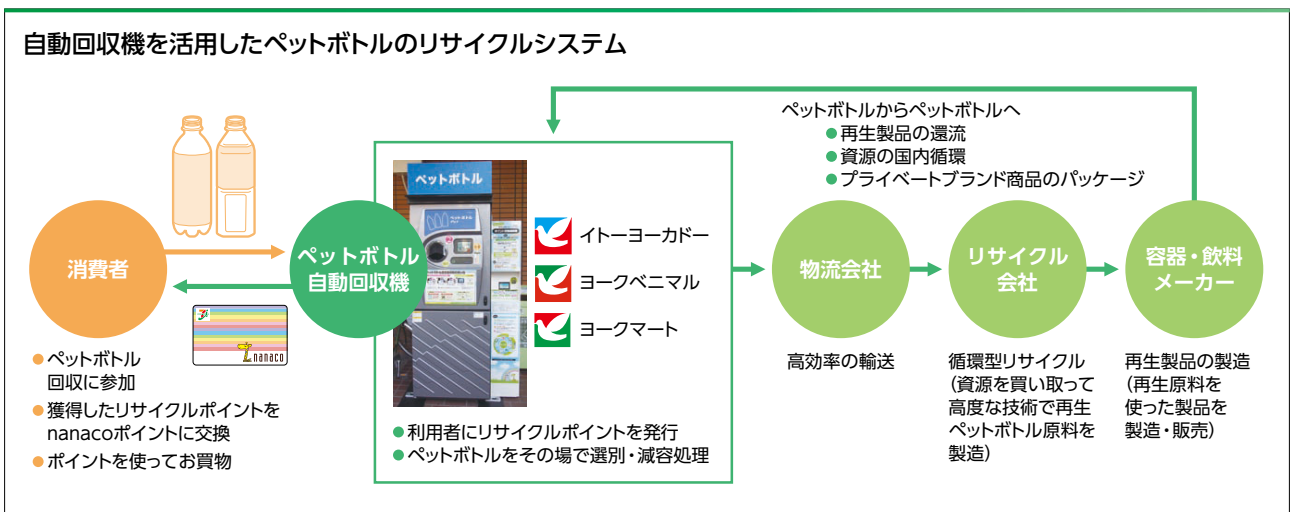 自動回収機を活用したペットボトルのリサイクルシステム
ペットボトルからペットボトルへ
●再生製品の還流
●資源の国内循環
●プライベートブランド商品のパッケージ
消費者
ペットボトル
自動回収機
ペットボトル
イトーヨーカドー
ヨークベニマル
ヨークマート
物流会社
リサイクル
会社
容器・飲料
メーカー
nanaco
●ペットボトル
回収に参加
●獲得したリサイクルポイントを
nanacoポイントに交換
●ポイントを使ってお買物
●利用者にリサイクルポイントを発行
●ペットボトルをその場で選別・減容処理
高効率の輸送
循環型リサイクル
（資源を買い取って
高度な技術で再生
ペットボトル原料を
製造）
再生製品の製造
（再生原料を
使った製品を
製造・販売）